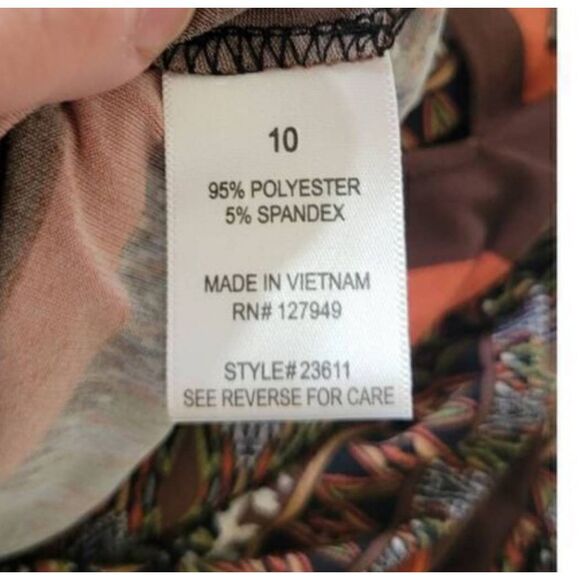 10
95% POLYESTER
5% SPANDEX
MADE IN VIETNAM
RN# 127949
STYLE#23611
SEE REVERSE FOR CARE